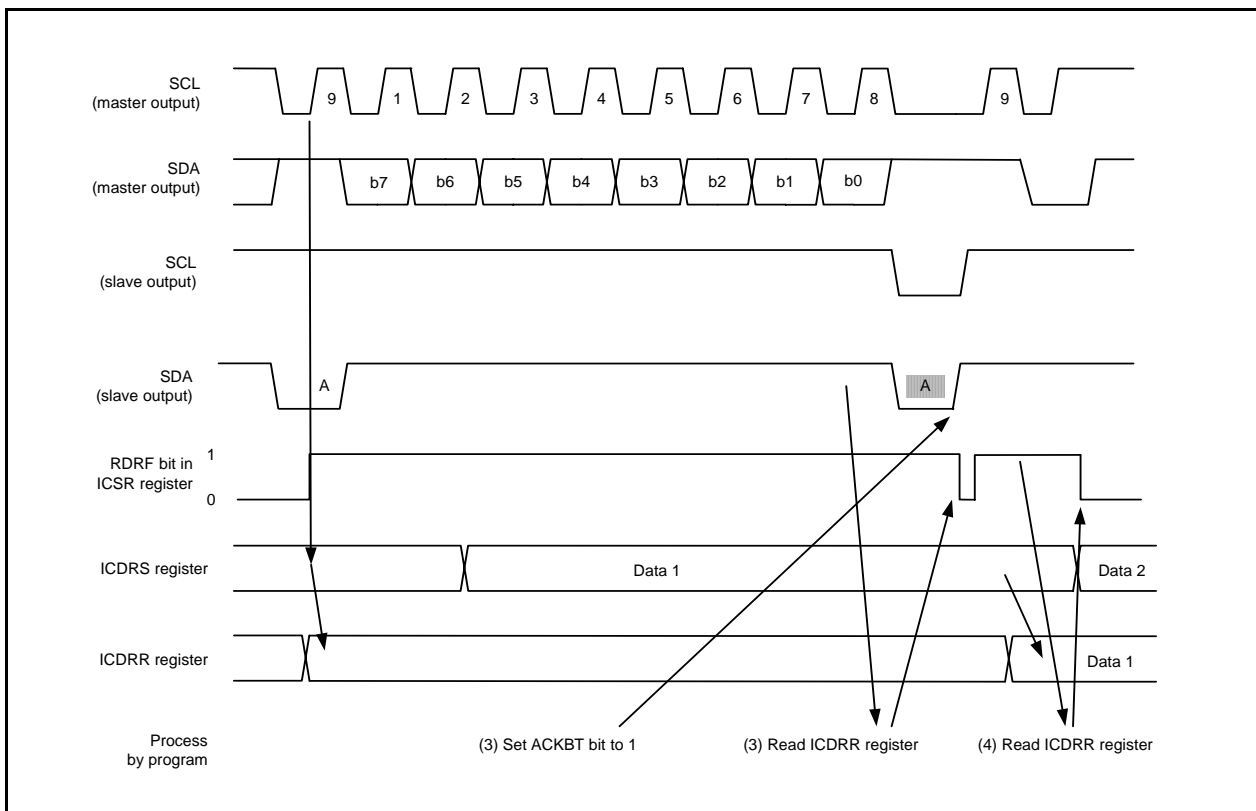 SCL
(master output)
9 1 2 3 4 5 6 7 8 9
SDA
(master output)
b7 b6 b5 b4 b3 b2 b1 b0
SCL
(slave output)
SDA
(slave output)
A A
RDRF bit in
ICSR register
1
0
ICDRS register
Data 1 Data 2
ICDRR register
Data 1
Process
by program
(3) Set ACKBT bit to 1 (3) Read ICDRR register (4) Read ICDRR register